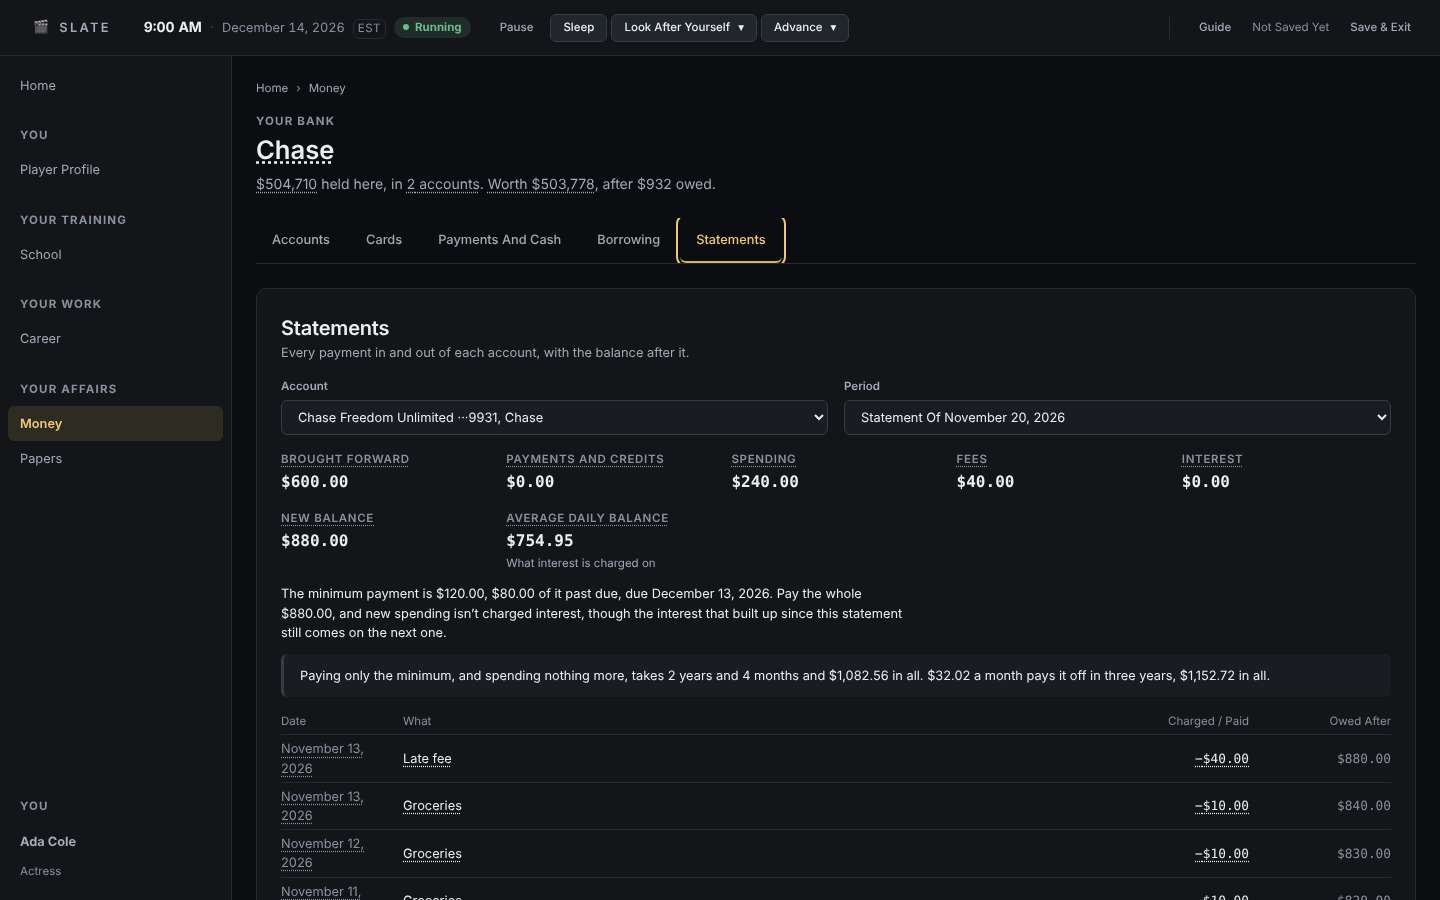 SLATE
9:00 AM · December 14, 2026 EST Running
Pause
Sleep
Look After Yourself ▾
Advance ▾
Guide
Not Saved Yet
Save & Exit
Home
YOU
Player Profile
YOUR TRAINING
School
YOUR WORK
Career
YOUR AFFAIRS
Money
Papers
YOU
Ada Cole
Actress
Home › Money
YOUR BANK
Chase
$504,710 held here, in 2 accounts. Worth $503,778, after $932 owed.
Accounts
Cards
Payments And Cash
Borrowing
Statements
Statements
Every payment in and out of each account, with the balance after it.
Account
Chase Freedom Unlimited ···9931, Chase
Period
Statement Of November 20, 2026
BROUGHT FORWARD
$600.00
PAYMENTS AND CREDITS
$0.00
SPENDING
$240.00
FEES
$40.00
INTEREST
$0.00
NEW BALANCE
$880.00
AVERAGE DAILY BALANCE
$754.95
What interest is charged on
The minimum payment is $120.00, $80.00 of it past due, due December 13, 2026. Pay the whole
$880.00, and new spending isn’t charged interest, though the interest that built up since this statement
still comes on the next one.
Paying only the minimum, and spending nothing more, takes 2 years and 4 months and $1,082.56 in all. $32.02 a month pays it off in three years, $1,152.72 in all.
Date What Charged / Paid Owed After
November 13,
2026
Late fee −$40.00 $880.00
November 13,
2026
Groceries −$10.00 $840.00
November 12,
2026
Groceries −$10.00 $830.00
November 11,
Groceries −$10.00 $820.00